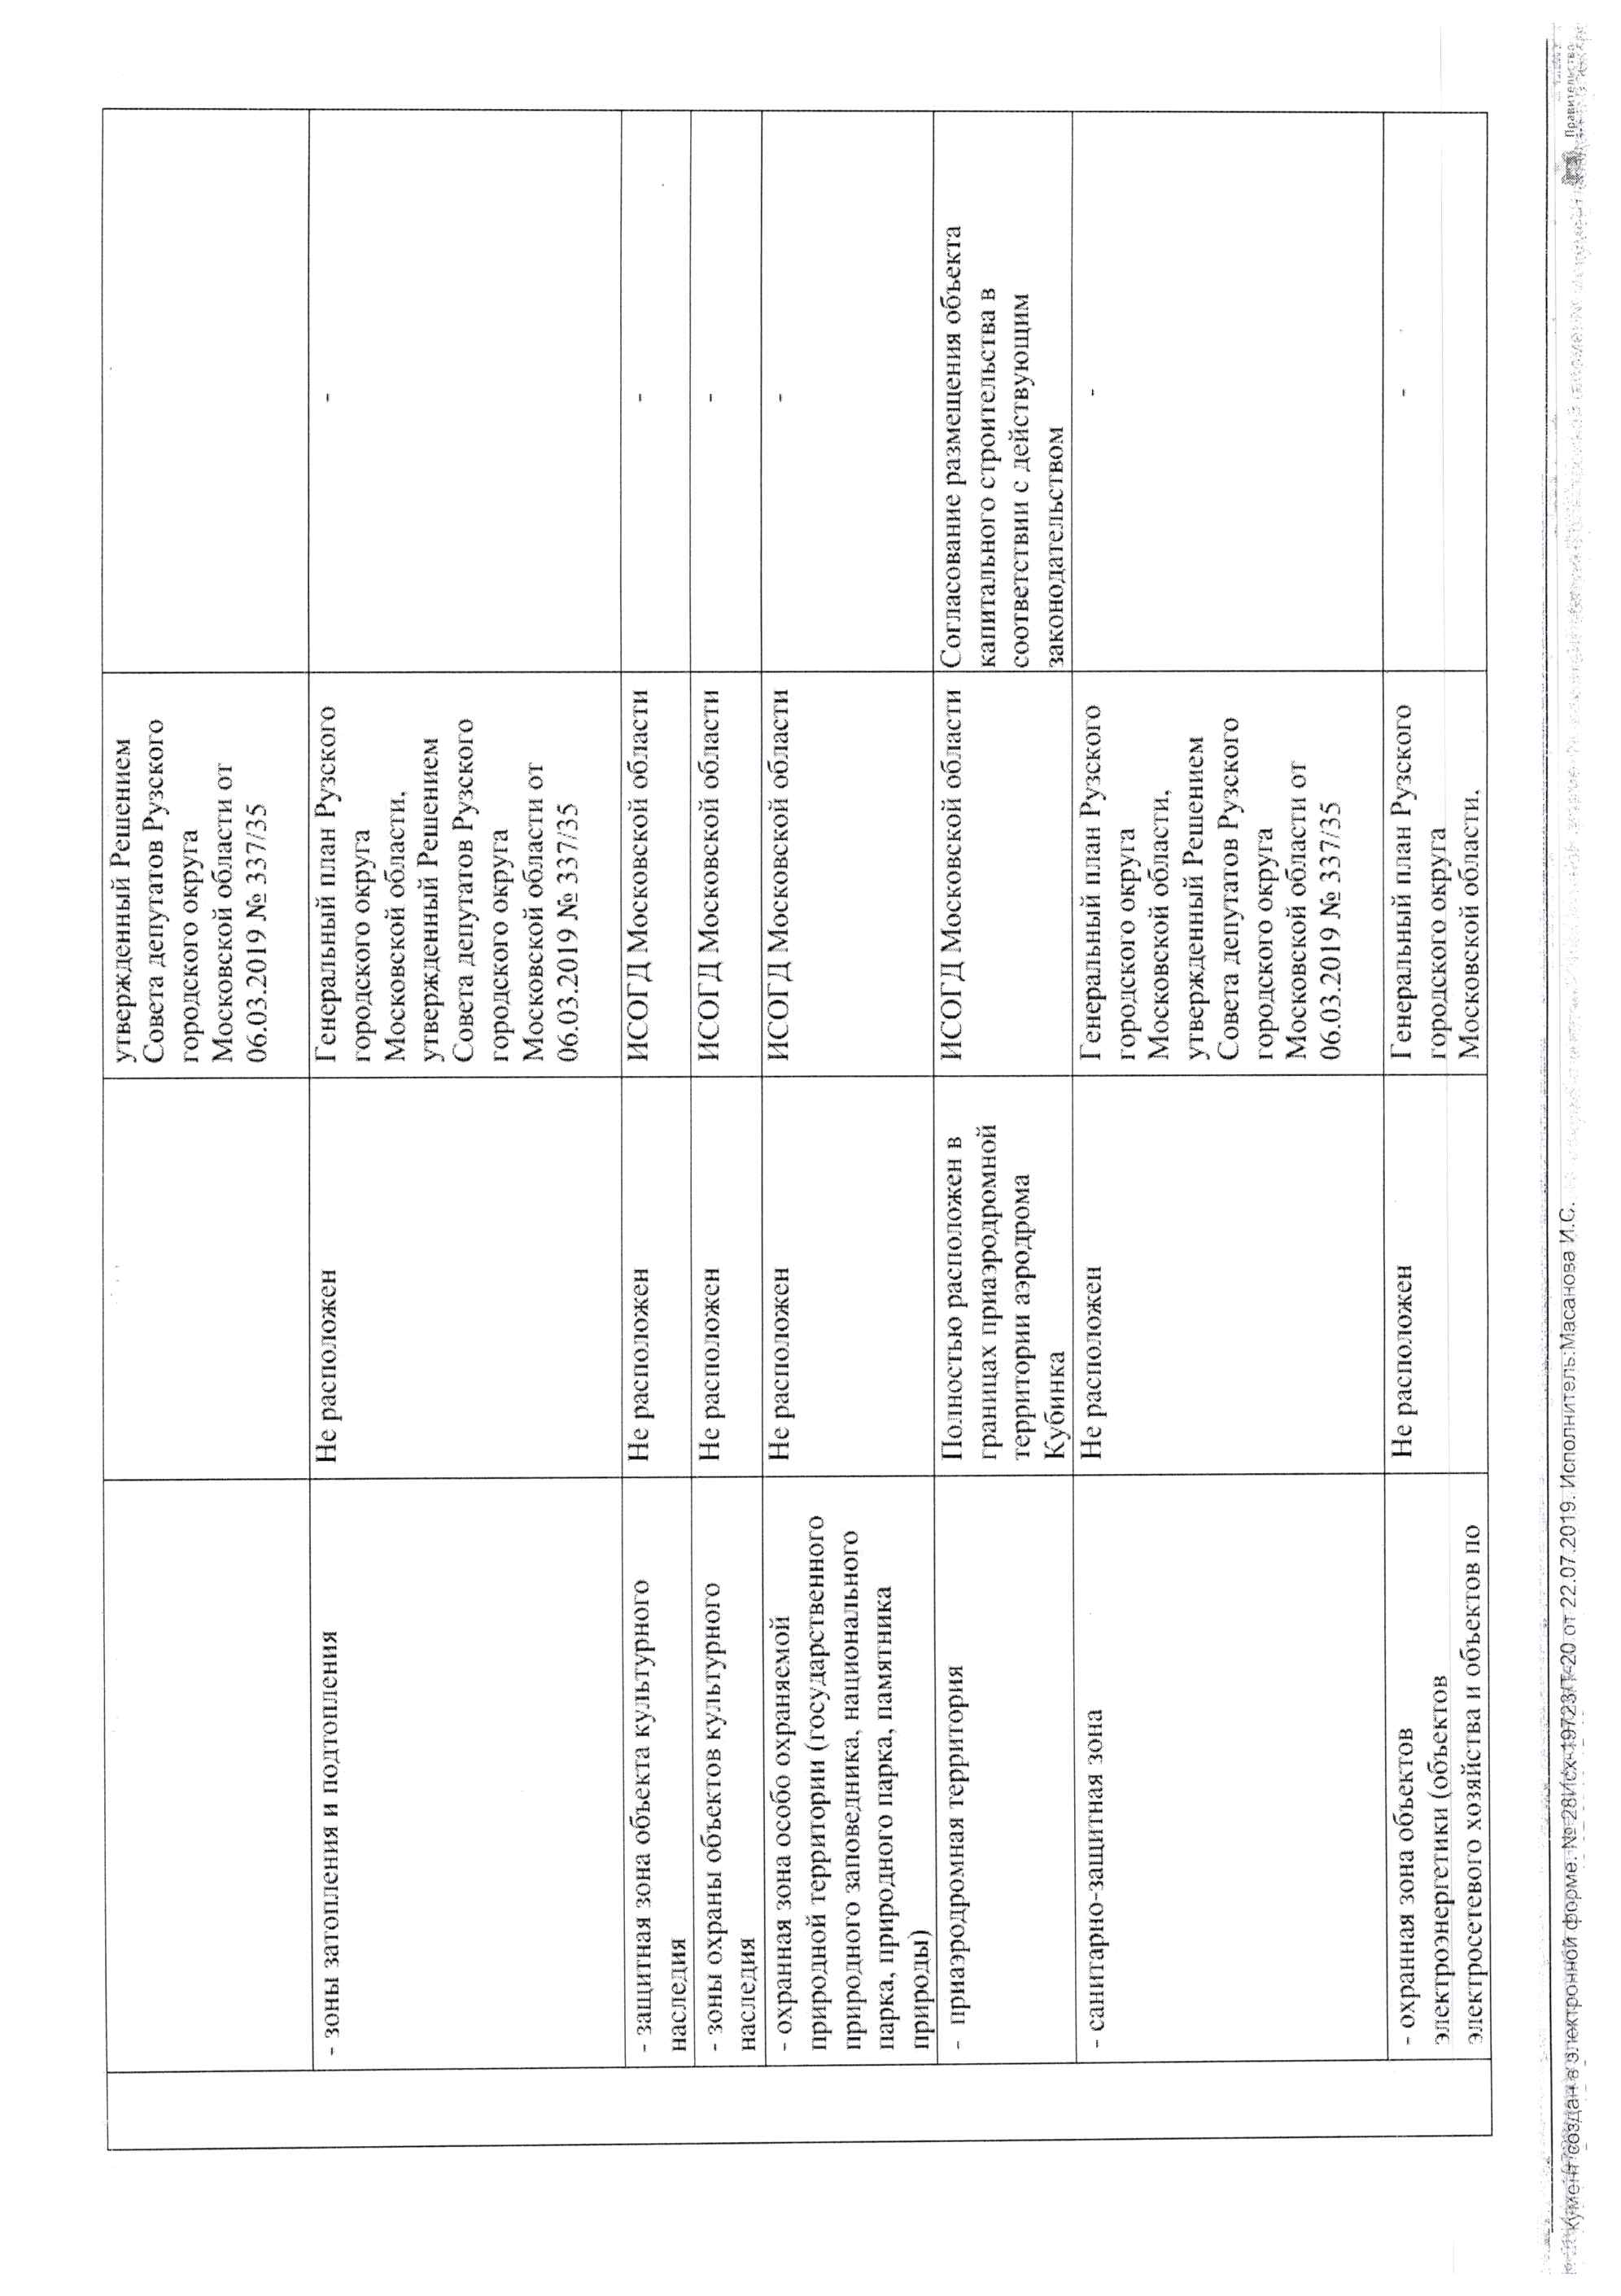 утвержденный Решением
Совета депутатов Рузского
городского округа
Московской области от
06.03.2019 № 337/35
- зоны затопления и подтопления
Не расположен
Генеральный план Рузского
городского округа
Московской области,
утвержденный Решением
Совета депутатов Рузского
городского округа
Московской области от
06.03.2019 № 337/35
-
- защитная зона объекта культурного
наследия
Не расположен
ИСОГД Московской области
-
- зоны охраны объектов культурного
наследия
Не расположен
ИСОГД Московской области
-
- охранная зона особо охраняемой
природной территории (государственного
природного заповедника, национального
парка, природного парка, памятника
природы)
Не расположен
ИСОГД Московской области
-
- приаэродромная территория
Полностью расположен в
границах приаэродромной
территории аэродрома
Кубинка
ИСОГД Московской области
Согласование размещения объекта
капитального строительства в
соответствии с действующим
законодательством
- санитарно-защитная зона
Не расположен
Генеральный план Рузского
городского округа
Московской области,
утвержденный Решением
Совета депутатов Рузского
городского округа
Московской области от
06.03.2019 № 337/35
-
- охранная зона объектов
электроэнергетики (объектов
электросетевого хозяйства и объектов по
Не расположен
Генеральный план Рузского
городского округа
Московской области,
-
кумент создан в электронной форме. № 28Исх-19723/Т-20 от 22.07.2019. Исполнитель:Масанова И.С.
Правительство